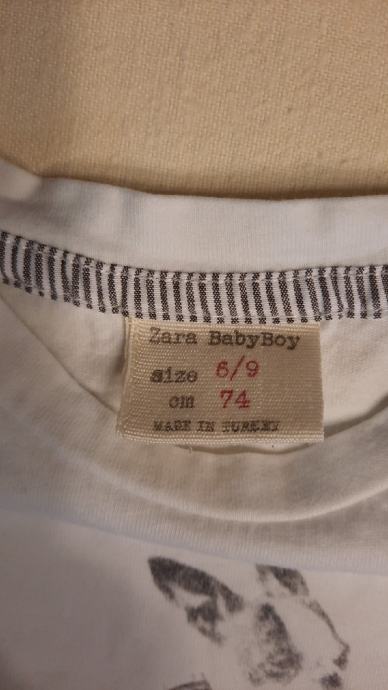 Zara BabyBoy
size 6/9
cm 74
MADE IN TURKEY